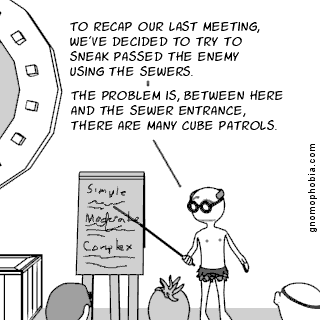 TO RECAP OUR LAST MEETING,
WE'VE DECIDED TO TRY TO
SNEAK PASSED THE ENEMY
USING THE SEWERS.
THE PROBLEM IS, BETWEEN HERE
AND THE SEWER ENTRANCE,
THERE ARE MANY CUBE PATROLS.
Simple
Moderate
Complex
gnomophobia.com